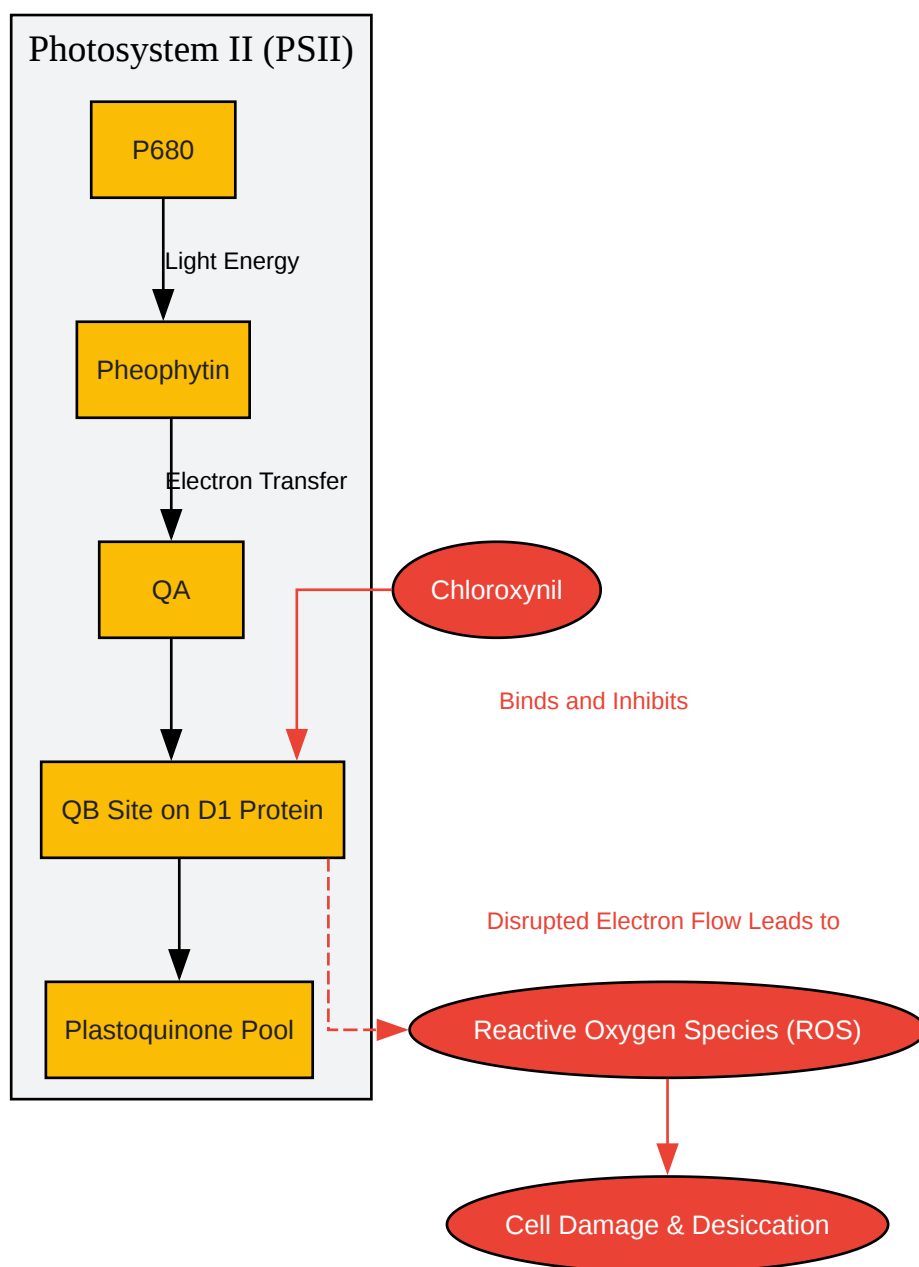 Photosystem II (PSII)
P680
Light Energy
Pheophytin
Electron Transfer
QA
Chloroxynil
Binds and Inhibits
QB Site on D1 Protein
Disrupted Electron Flow Leads to
Plastoquinone Pool
Reactive Oxygen Species (ROS)
Cell Damage & Desiccation